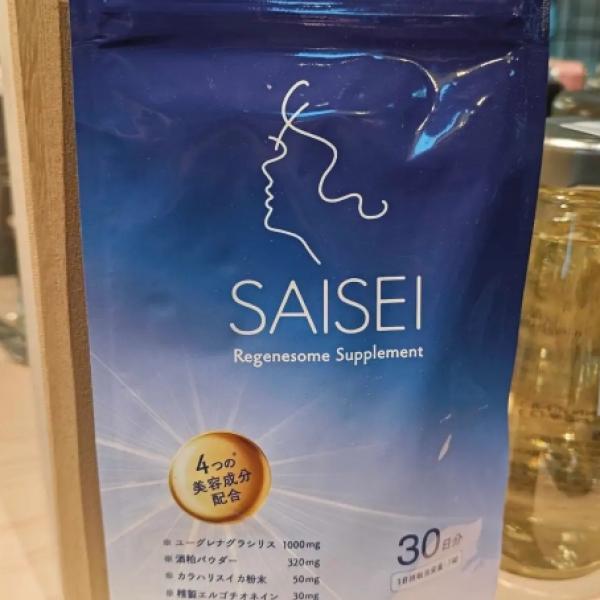 SAISEI
Regenesome Supplement
4つの※
美容成分
配合
※ ユーグレナグラシリス 1000mg
※ 酒粕パウダー 320mg
※ カラハリスイカ粉末 50mg
※ 精製エルゴチオネイン 30mg
30日分